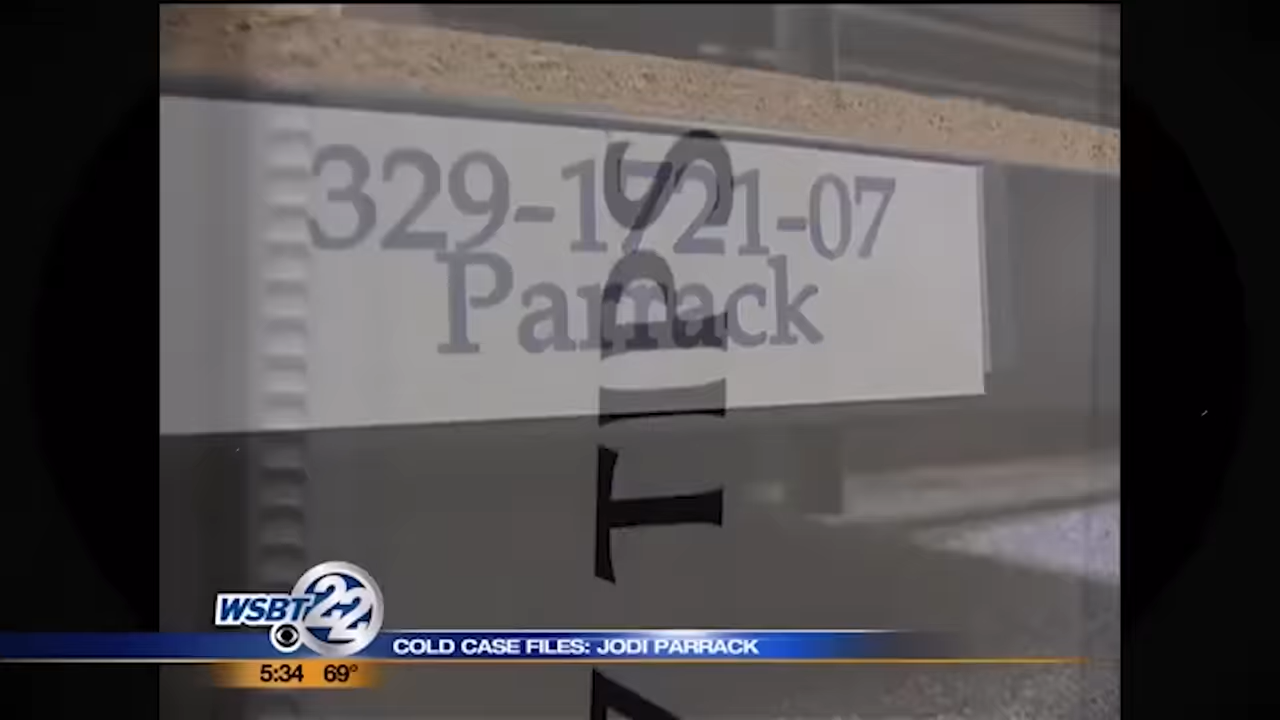 329-1721-07
Parrack
WSBT 22
COLD CASE FILES: JODI PARRACK
5:34 69°